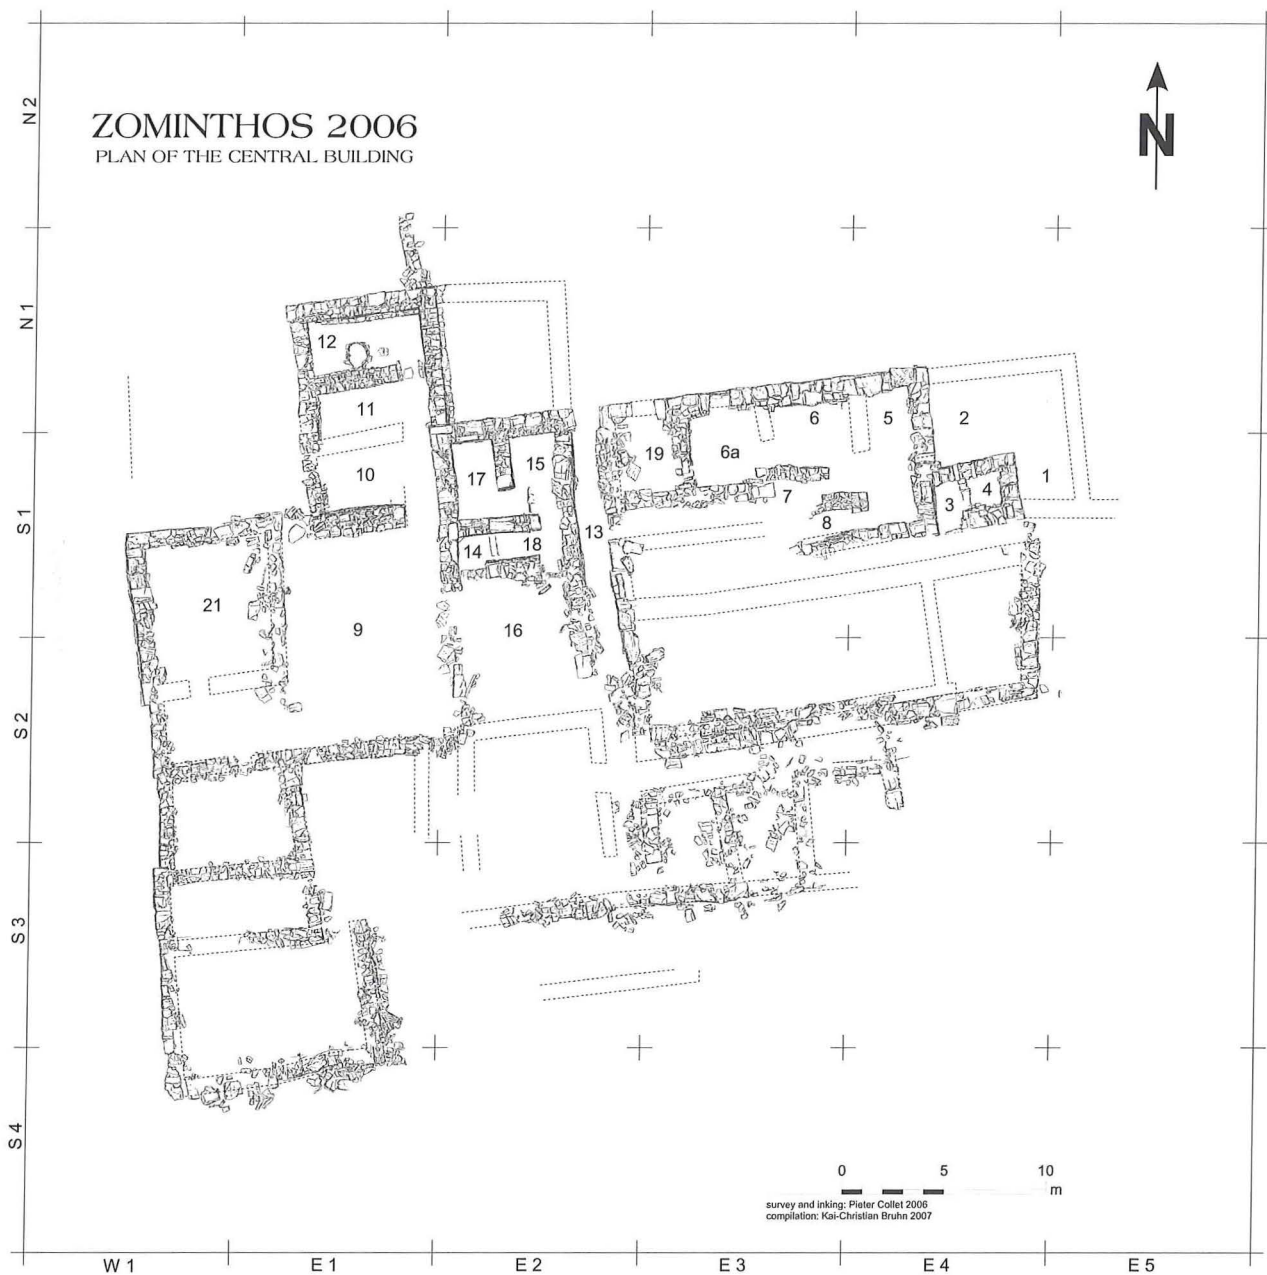 ZOMINTHOS 2006
PLAN OF THE CENTRAL BUILDING
N
N 2
N 1
S 1
S 2
S 3
S 4
12
11
10
17
15
14
18
13
16
21
9
19
6a
6
5
2
1
7
8
3
4
0 5 10
m
survey and inking: Pieter Collet 2006
compilation: Kai-Christian Bruhn 2007
W 1 E 1 E 2 E 3 E 4 E 5